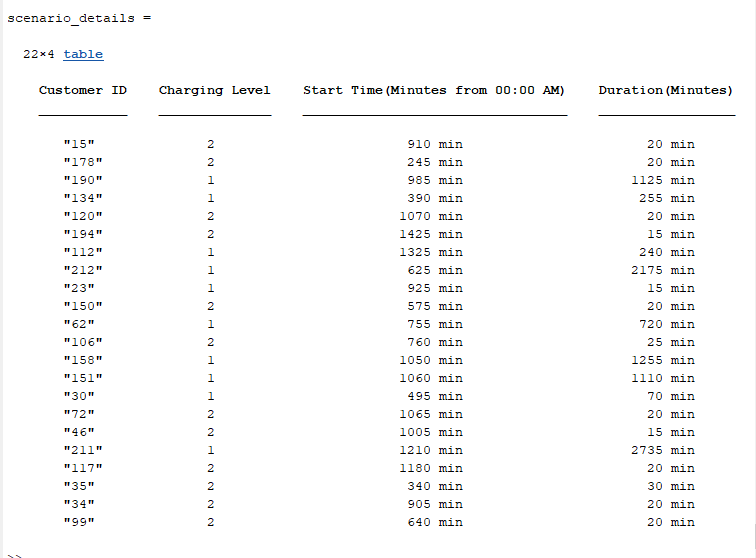 scenario_details =
22×4 table
Customer ID Charging Level Start Time(Minutes from 00:00 AM) Duration(Minutes)
"15" 2 910 min 20 min
"178" 2 245 min 20 min
"190" 1 985 min 1125 min
"134" 1 390 min 255 min
"120" 2 1070 min 20 min
"194" 2 1425 min 15 min
"112" 1 1325 min 240 min
"212" 1 625 min 2175 min
"23" 1 925 min 15 min
"150" 2 575 min 20 min
"62" 1 755 min 720 min
"106" 2 760 min 25 min
"158" 1 1050 min 1255 min
"151" 1 1060 min 1110 min
"30" 1 495 min 70 min
"72" 2 1065 min 20 min
"46" 2 1005 min 15 min
"211" 1 1210 min 2735 min
"117" 2 1180 min 20 min
"35" 2 340 min 30 min
"34" 2 905 min 20 min
"99" 2 640 min 20 min
>>